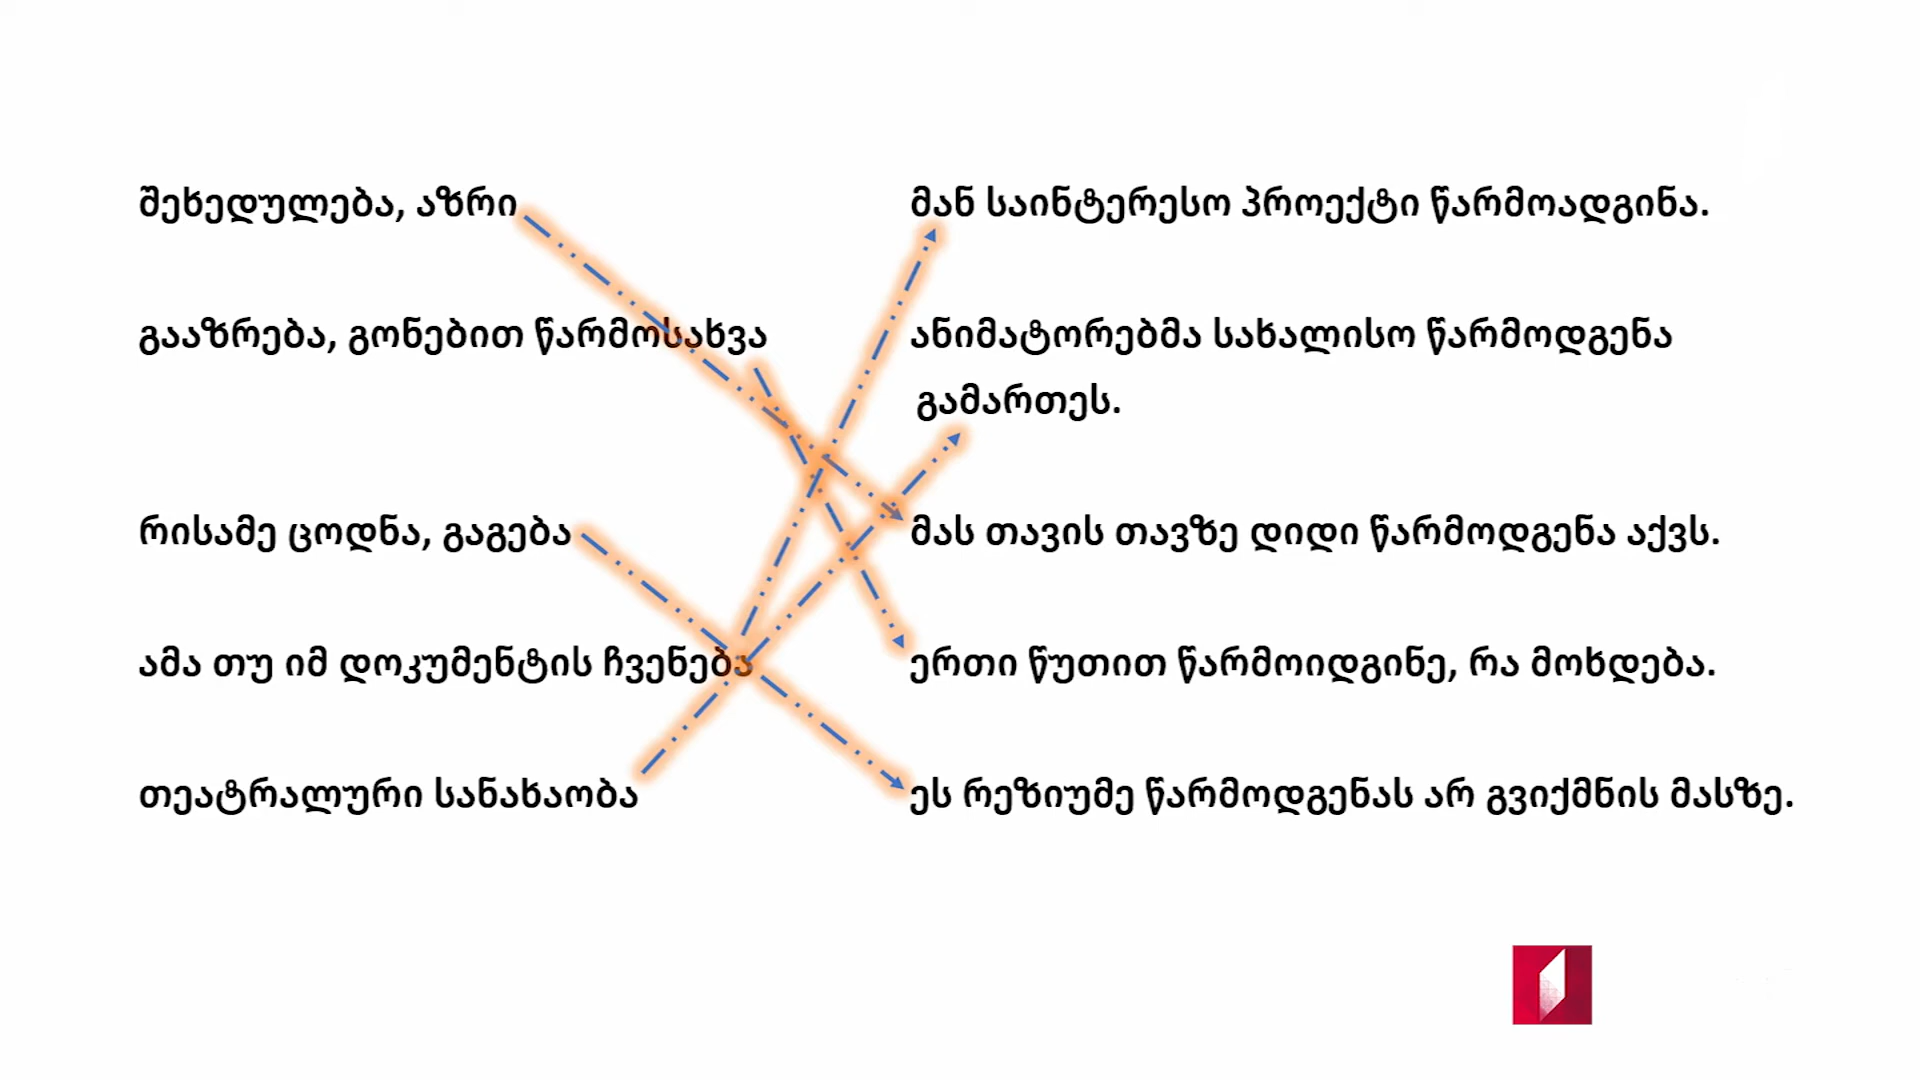 შეხედულება, აზრი
მან საინტერესო პროექტი წარმოადგინა.
გააზრება, გონებით წარმოსახვა
ანიმატორებმა სახალისო წარმოდგენა
გამართეს.
რისამე ცოდნა, გაგება
მას თავის თავზე დიდი წარმოდგენა აქვს.
ამა თუ იმ დოკუმენტის ჩვენება
ერთი წუთით წარმოიდგინე, რა მოხდება.
თეატრალური სანახაობა
ეს რეზიუმე წარმოდგენას არ გვიქმნის მასზე.